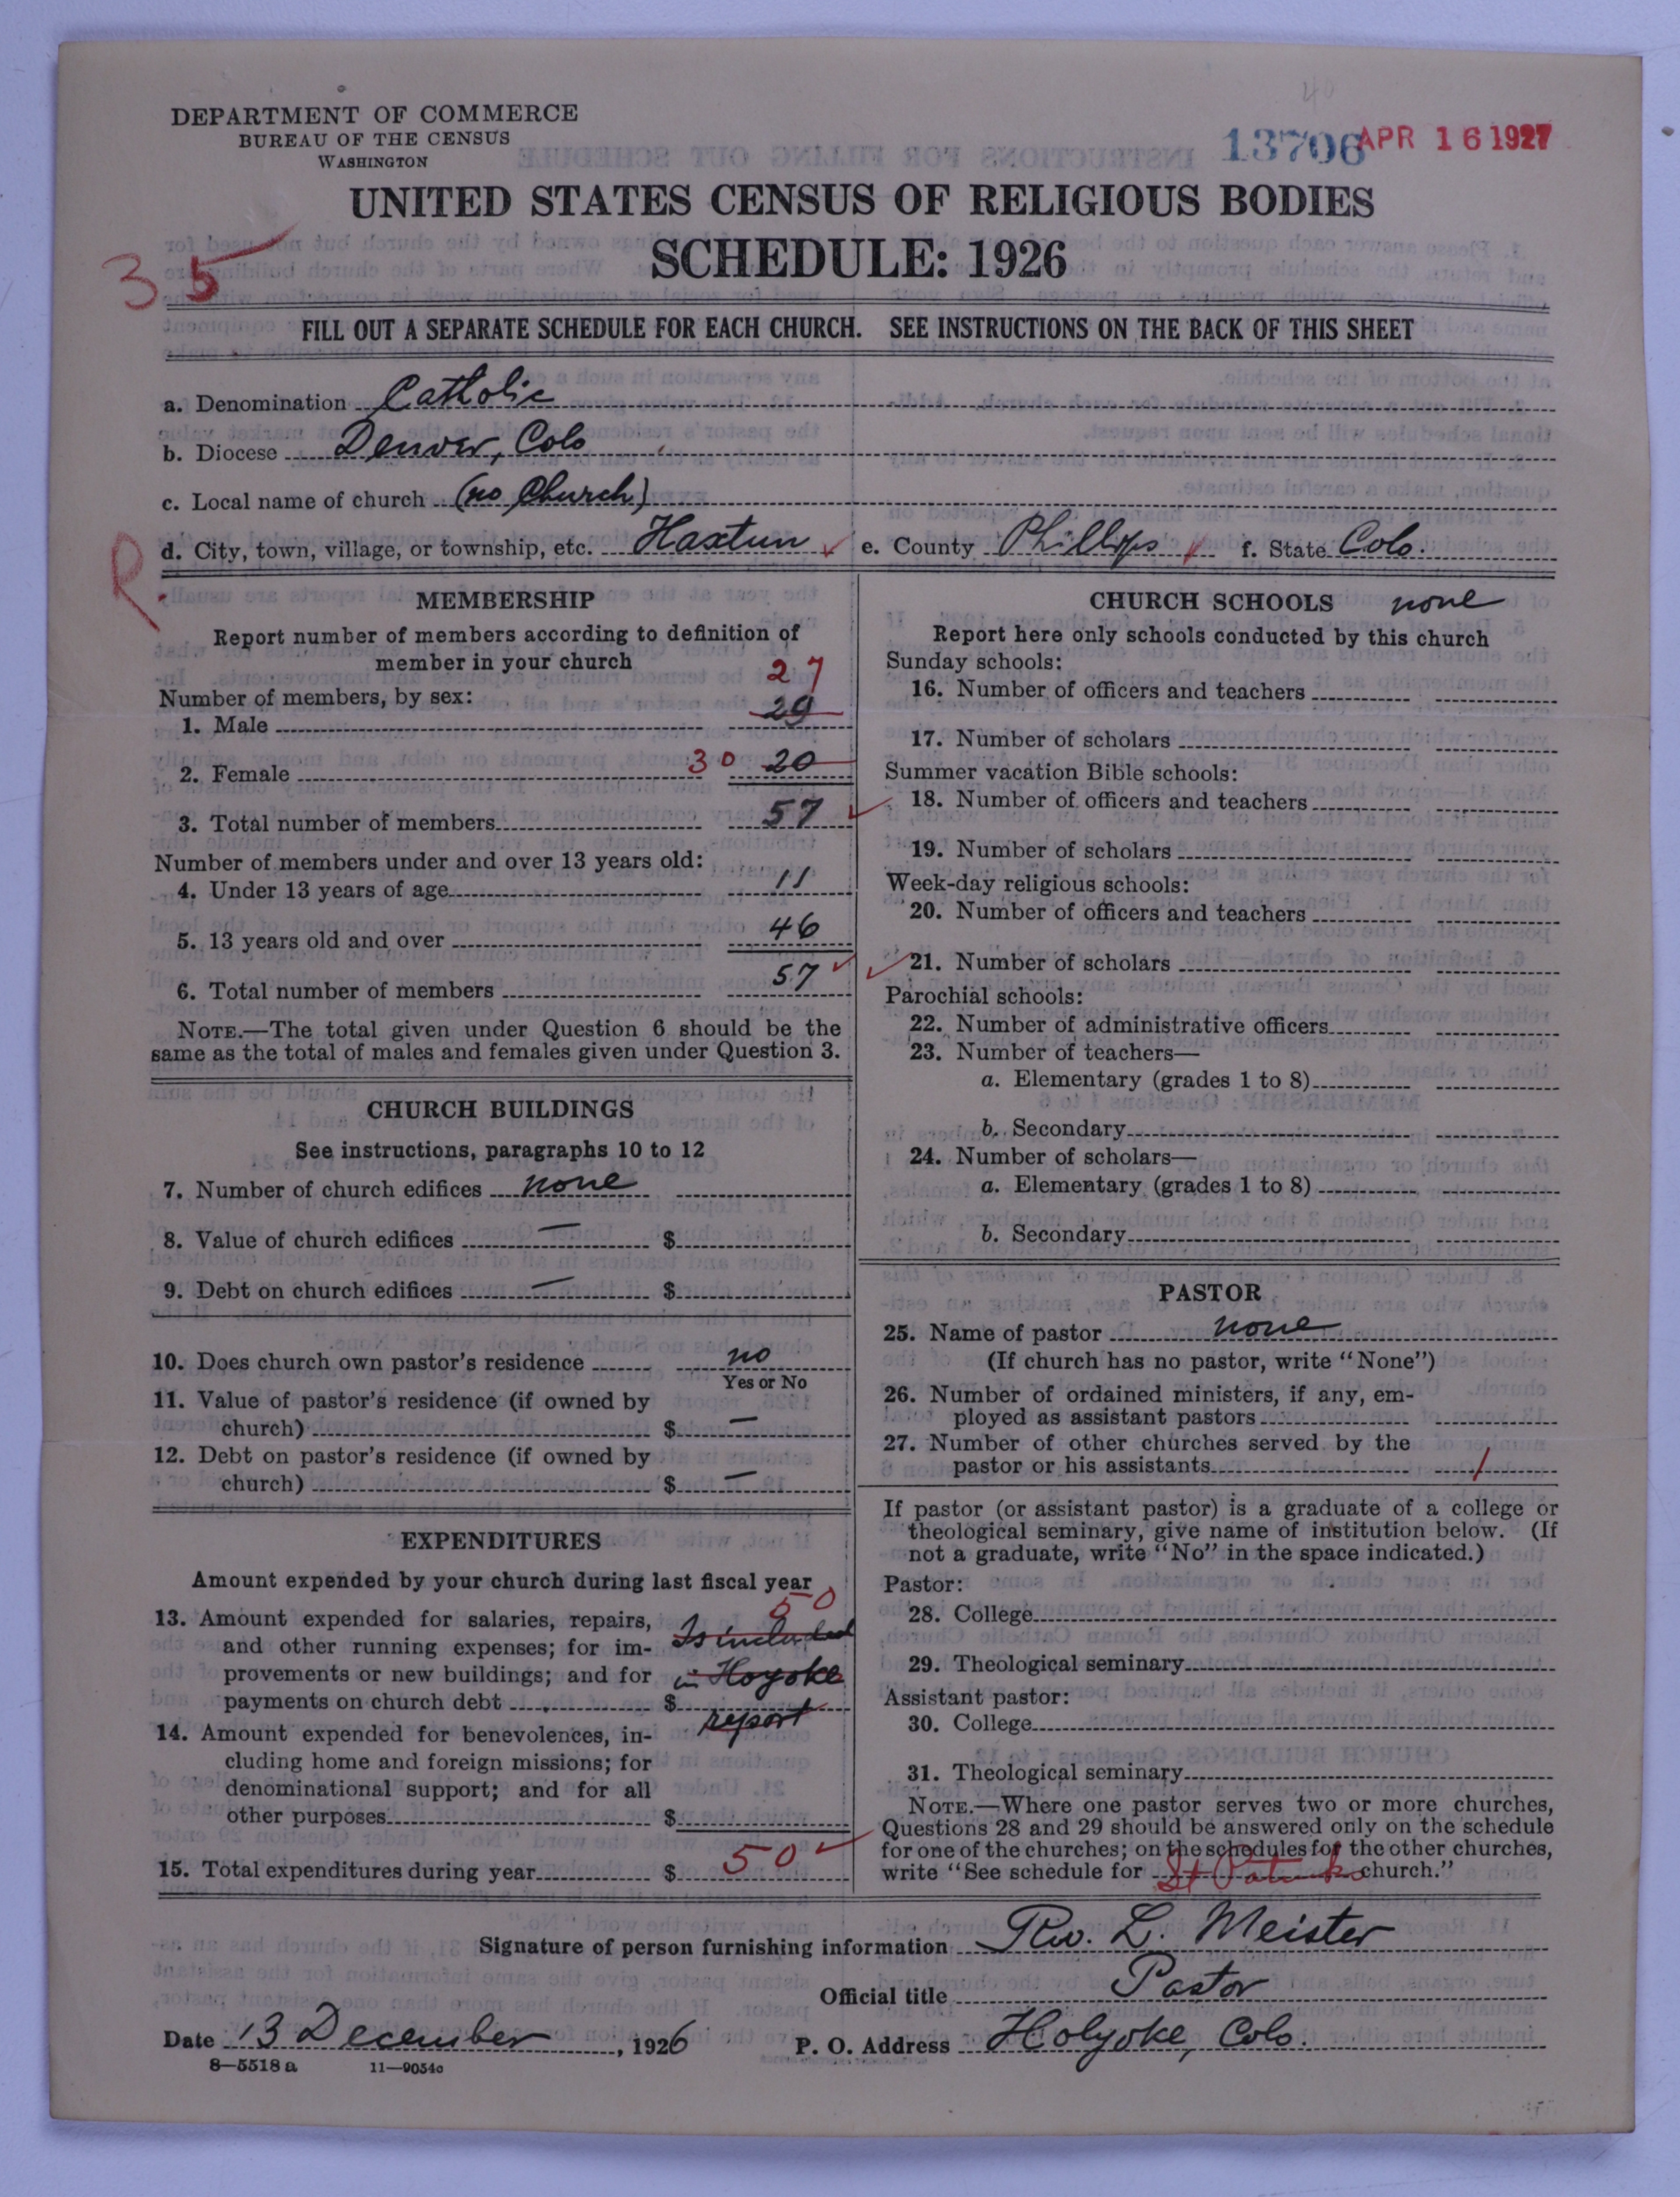 40
DEPARTMENT OF COMMERCE
BUREAU OF THE CENSUS
WASHINGTON
13706 APR 16 1927
UNITED STATES CENSUS OF RELIGIOUS BODIES
SCHEDULE: 1926
35
FILL OUT A SEPARATE SCHEDULE FOR EACH CHURCH. SEE INSTRUCTIONS ON THE BACK OF THIS SHEET
a. Denomination Catholic
b. Diocese Denver, Colo
c. Local name of church (no Church)
d. City, town, village, or township, etc. Haxtun e. County Phillips f. State Colo.
R.
MEMBERSHIP
Report number of members according to definition of
member in your church
27
Number of members, by sex:
1. Male 29
2. Female 30 20
3. Total number of members 57
Number of members under and over 13 years old:
4. Under 13 years of age 11
5. 13 years old and over 46
6. Total number of members 57
NOTE.—The total given under Question 6 should be the
same as the total of males and females given under Question 3.
CHURCH BUILDINGS
See instructions, paragraphs 10 to 12
7. Number of church edifices none
8. Value of church edifices — $
9. Debt on church edifices — $
10. Does church own pastor's residence no
Yes or No
11. Value of pastor's residence (if owned by
church) $ —
12. Debt on pastor's residence (if owned by
church) $ —
EXPENDITURES
Amount expended by your church during last fiscal year
50
13. Amount expended for salaries, repairs, Is included
and other running expenses; for im-
provements or new buildings; and for in Hoyoke
payments on church debt $
report
14. Amount expended for benevolences, in-
cluding home and foreign missions; for
denominational support; and for all
other purposes $
15. Total expenditures during year $ 50
CHURCH SCHOOLS none
Report here only schools conducted by this church
Sunday schools:
16. Number of officers and teachers
17. Number of scholars
Summer vacation Bible schools:
18. Number of officers and teachers
19. Number of scholars
Week-day religious schools:
20. Number of officers and teachers
21. Number of scholars
Parochial schools:
22. Number of administrative officers
23. Number of teachers—
a. Elementary (grades 1 to 8)
b. Secondary
24. Number of scholars—
a. Elementary (grades 1 to 8)
b. Secondary
PASTOR
25. Name of pastor none
(If church has no pastor, write "None")
26. Number of ordained ministers, if any, em-
ployed as assistant pastors
27. Number of other churches served by the
pastor or his assistants 1
If pastor (or assistant pastor) is a graduate of a college or
theological seminary, give name of institution below. (If
not a graduate, write "No" in the space indicated.)
Pastor:
28. College
29. Theological seminary
Assistant pastor:
30. College
31. Theological seminary
NOTE.—Where one pastor serves two or more churches,
Questions 28 and 29 should be answered only on the schedule
for one of the churches; on the schedules for the other churches,
write "See schedule for St Patricks church."
Signature of person furnishing information Rev. L. Meister
Official title Pastor
Date 13 December, 1926 P. O. Address Holyoke, Colo.
8—5518 a 11—9054c